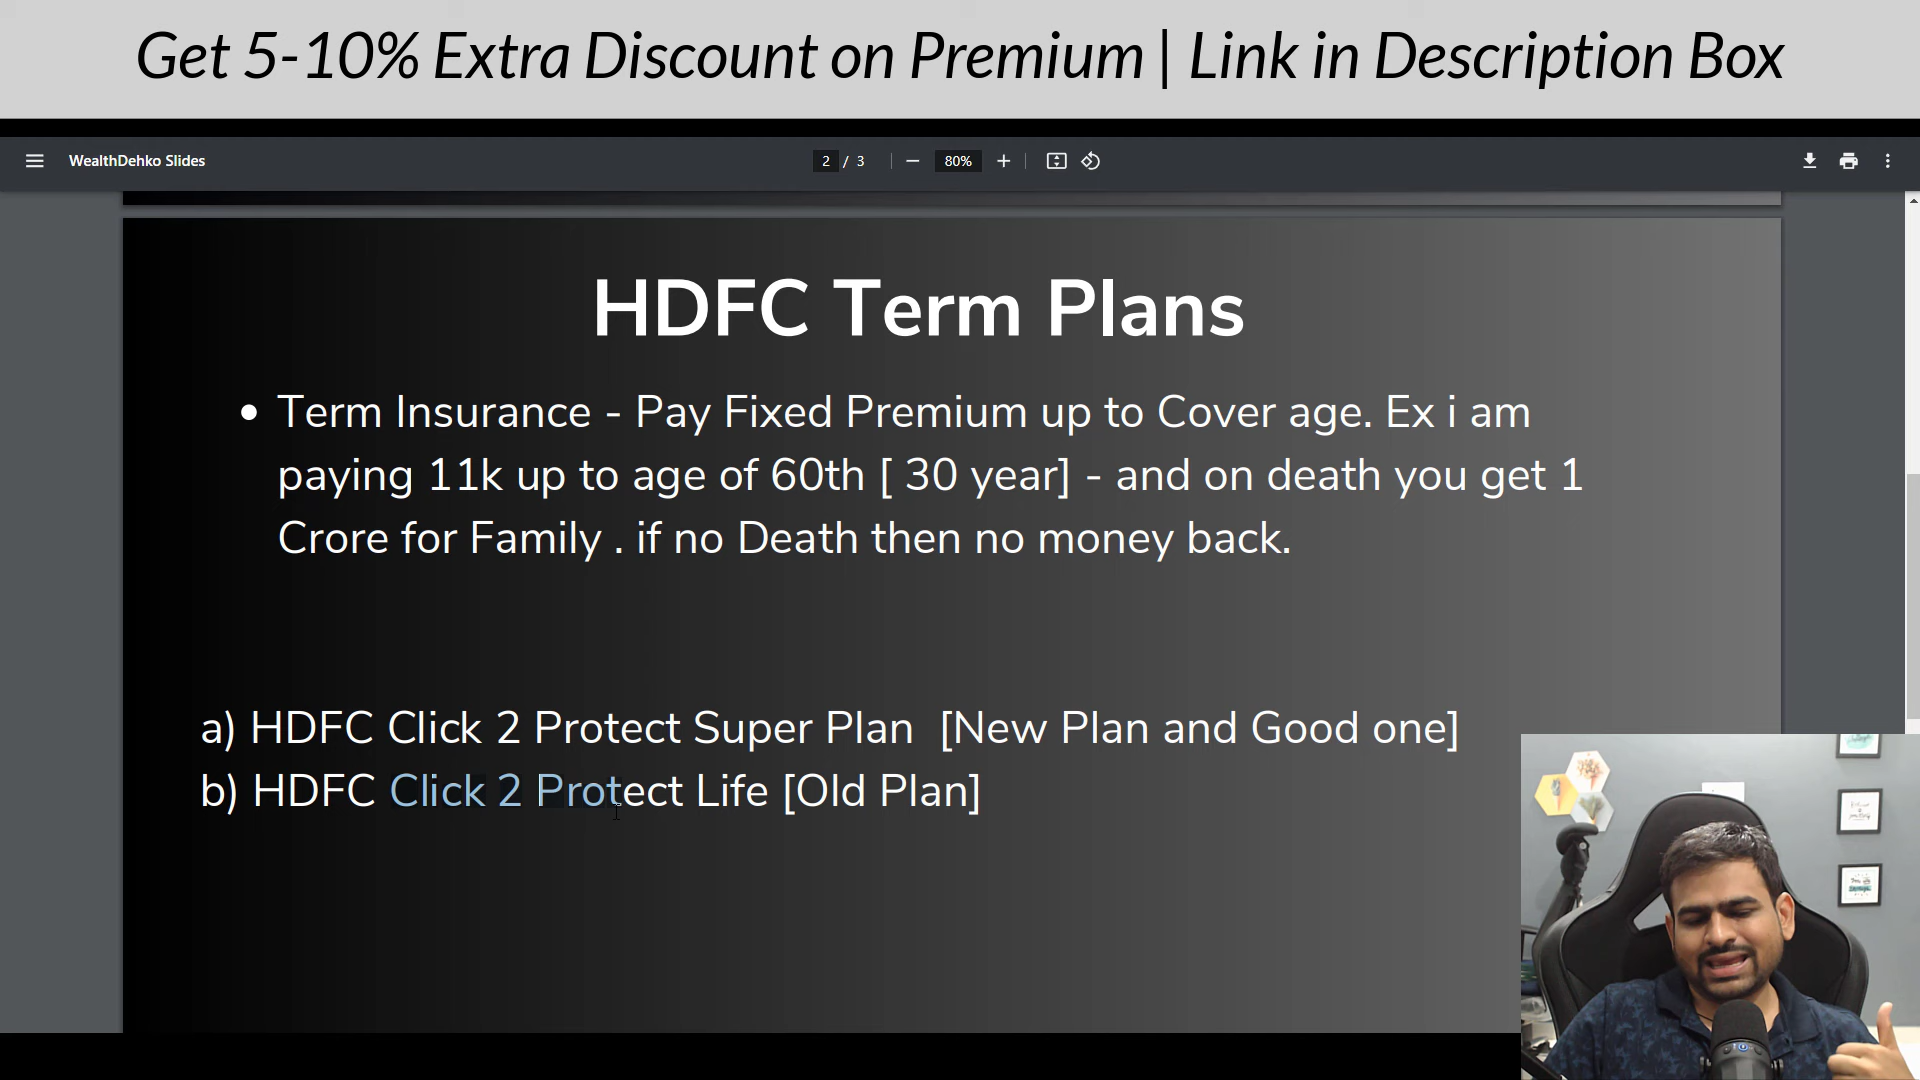 Get 5-10% Extra Discount on Premium | Link in Description Box
WealthDehko Slides
2 / 3
80%
HDFC Term Plans
• Term Insurance - Pay Fixed Premium up to Cover age. Ex i am
paying 11k up to age of 60th [ 30 year] - and on death you get 1
Crore for Family . if no Death then no money back.
a) HDFC Click 2 Protect Super Plan [New Plan and Good one]
b) HDFC Click 2 Protect Life [Old Plan]